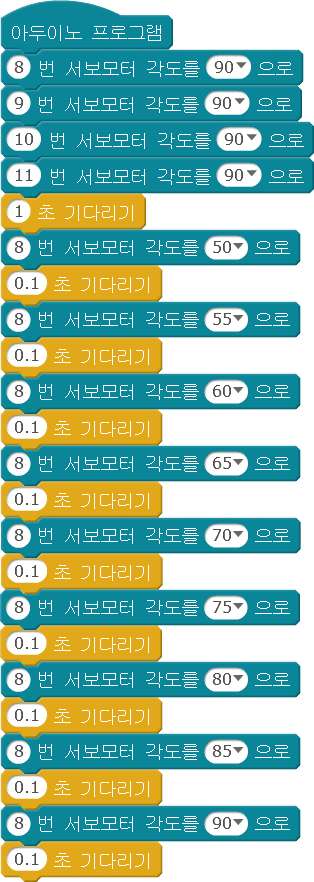 아두이노 프로그램
8 번 서보모터 각도를 90 으로
9 번 서보모터 각도를 90 으로
10 번 서보모터 각도를 90 으로
11 번 서보모터 각도를 90 으로
1 초 기다리기
8 번 서보모터 각도를 50 으로
0.1 초 기다리기
8 번 서보모터 각도를 55 으로
0.1 초 기다리기
8 번 서보모터 각도를 60 으로
0.1 초 기다리기
8 번 서보모터 각도를 65 으로
0.1 초 기다리기
8 번 서보모터 각도를 70 으로
0.1 초 기다리기
8 번 서보모터 각도를 75 으로
0.1 초 기다리기
8 번 서보모터 각도를 80 으로
0.1 초 기다리기
8 번 서보모터 각도를 85 으로
0.1 초 기다리기
8 번 서보모터 각도를 90 으로
0.1 초 기다리기